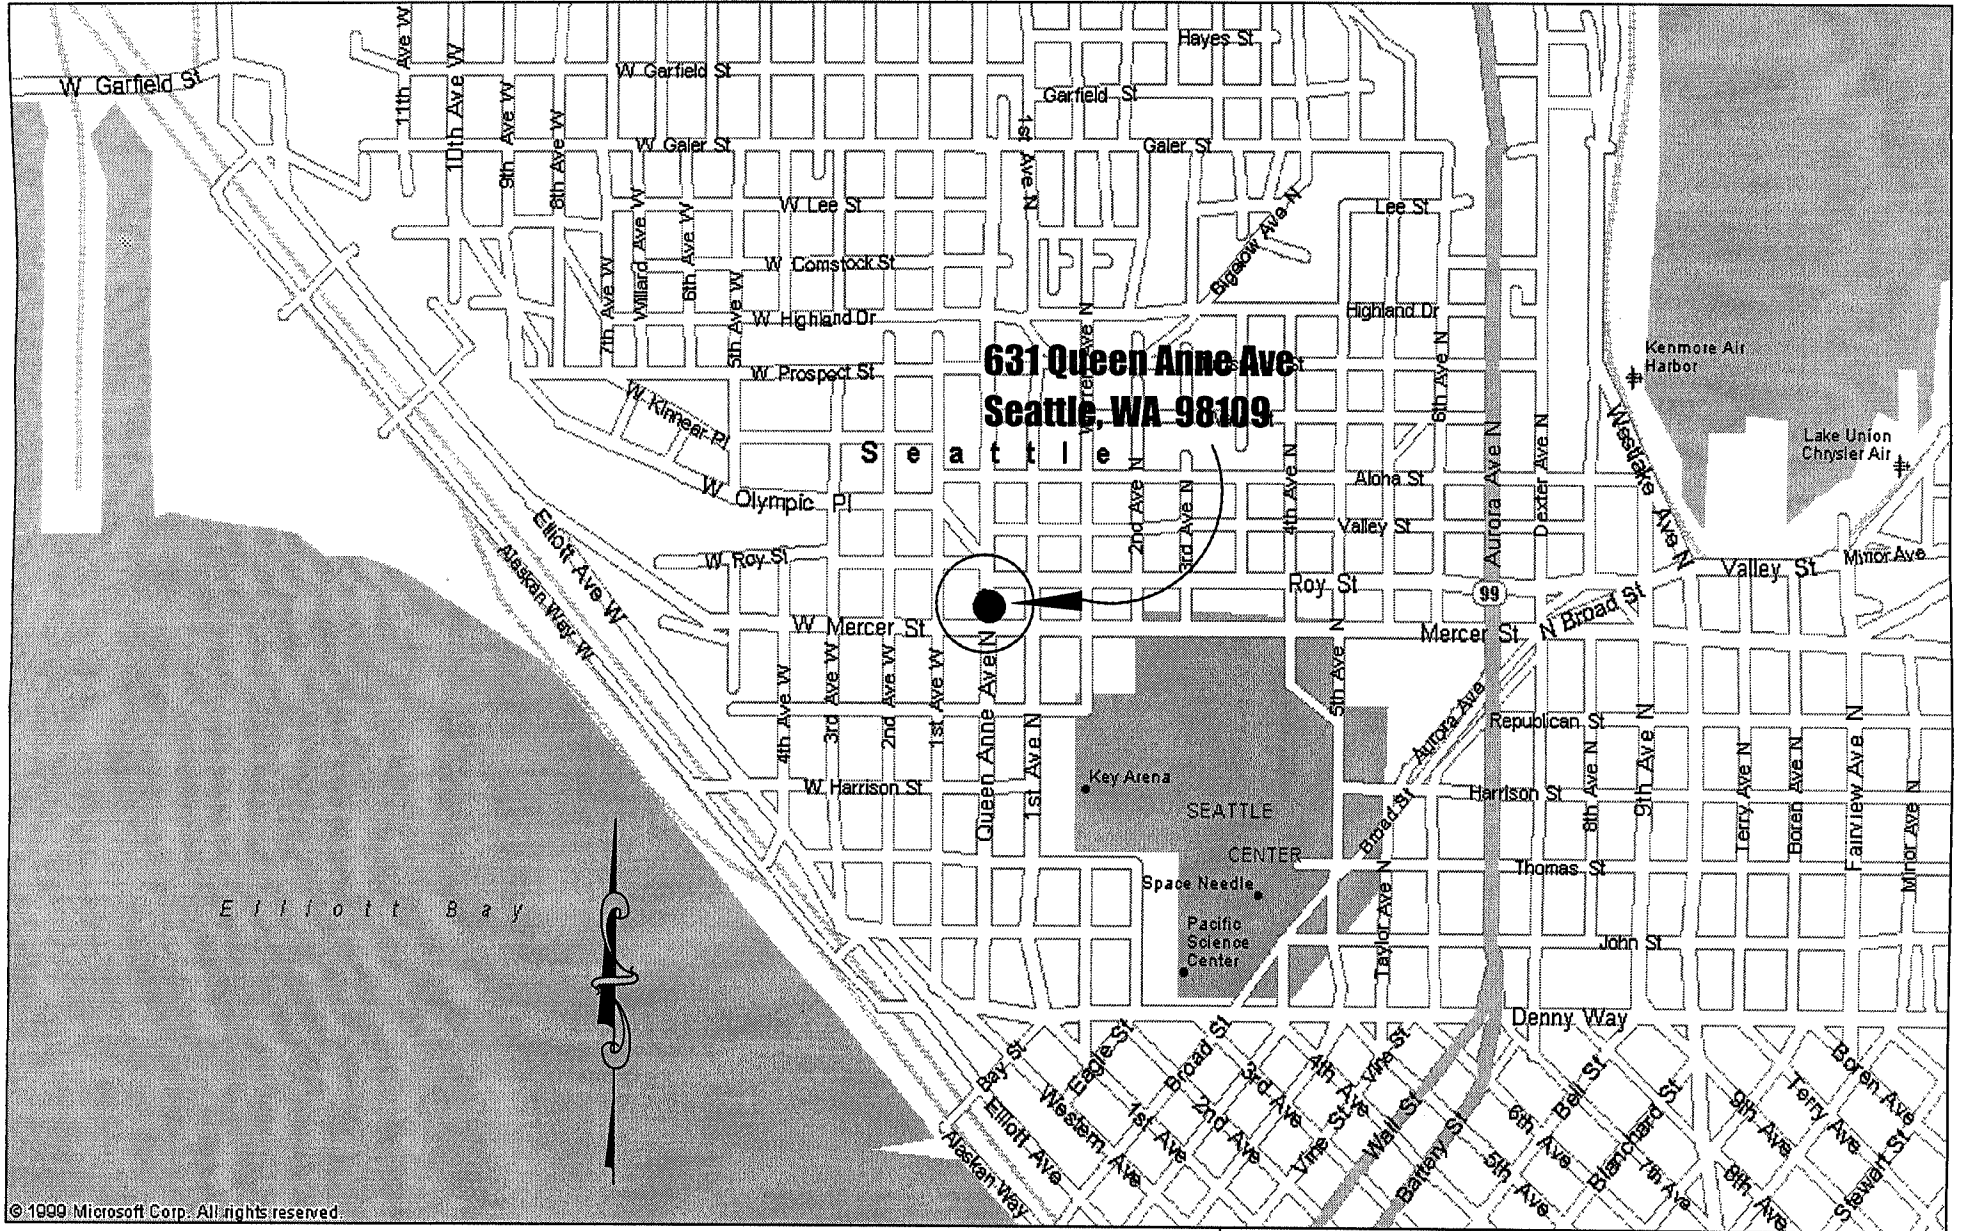 Hayes St
11th Ave W
10th Ave W
W Garfield St
W Garfield St
9th Ave W
Garfield St
8th Ave W
1st Ave N
W Galer St
Galer St
W Lee St
Lee St
Willard Ave W
6th Ave W
Bigelow Ave N
W Comstock St
7th Ave W
5th Ave W
W Highland Dr
Highland Dr
6th Ave N
Kenmore Air
Harbor
631 Queen Anne Ave
W Prospect St
Seattle, WA 98109
W Kinnear Pl
Westlake Ave N
Lake Union
Chrysler Air
Seattle
2nd Ave N
3rd Ave N
4th Ave N
Aurora Ave N
Dexter Ave N
Aloha St
W Olympic Pl
Valley St
Elliott Ave W
Alaskan Way W
W Roy St
Roy St
99
Valley St
Minor Ave
N Broad St
W Mercer St
Mercer St
4th Ave W
3rd Ave W
2nd Ave W
1st Ave W
Queen Anne Ave N
1st Ave N
5th Ave N
Aurora Ave
Republican St
8th Ave N
9th Ave N
Terry Ave N
Boren Ave N
Fairview Ave N
Minor Ave N
Key Arena
W Harrison St
Harrison St
SEATTLE
CENTER
Broad St
Thomas St
Space Needle
Taylor Ave N
Elliott Bay
Pacific
Science
Center
John St
Denny Way
Bay St
Eagle St
Broad St
3rd Ave
4th Ave
Vine St
Bell St
Boren Ave
Elliott Ave
Western Ave
1st Ave
2nd Ave
Vine St
Wall St
Battery St
6th Ave
5th Ave
Blanchard St
7th Ave
9th Ave
8th Ave
Terry Ave
Stewart St
Alaskan Way
© 1999 Microsoft Corp. All rights reserved.